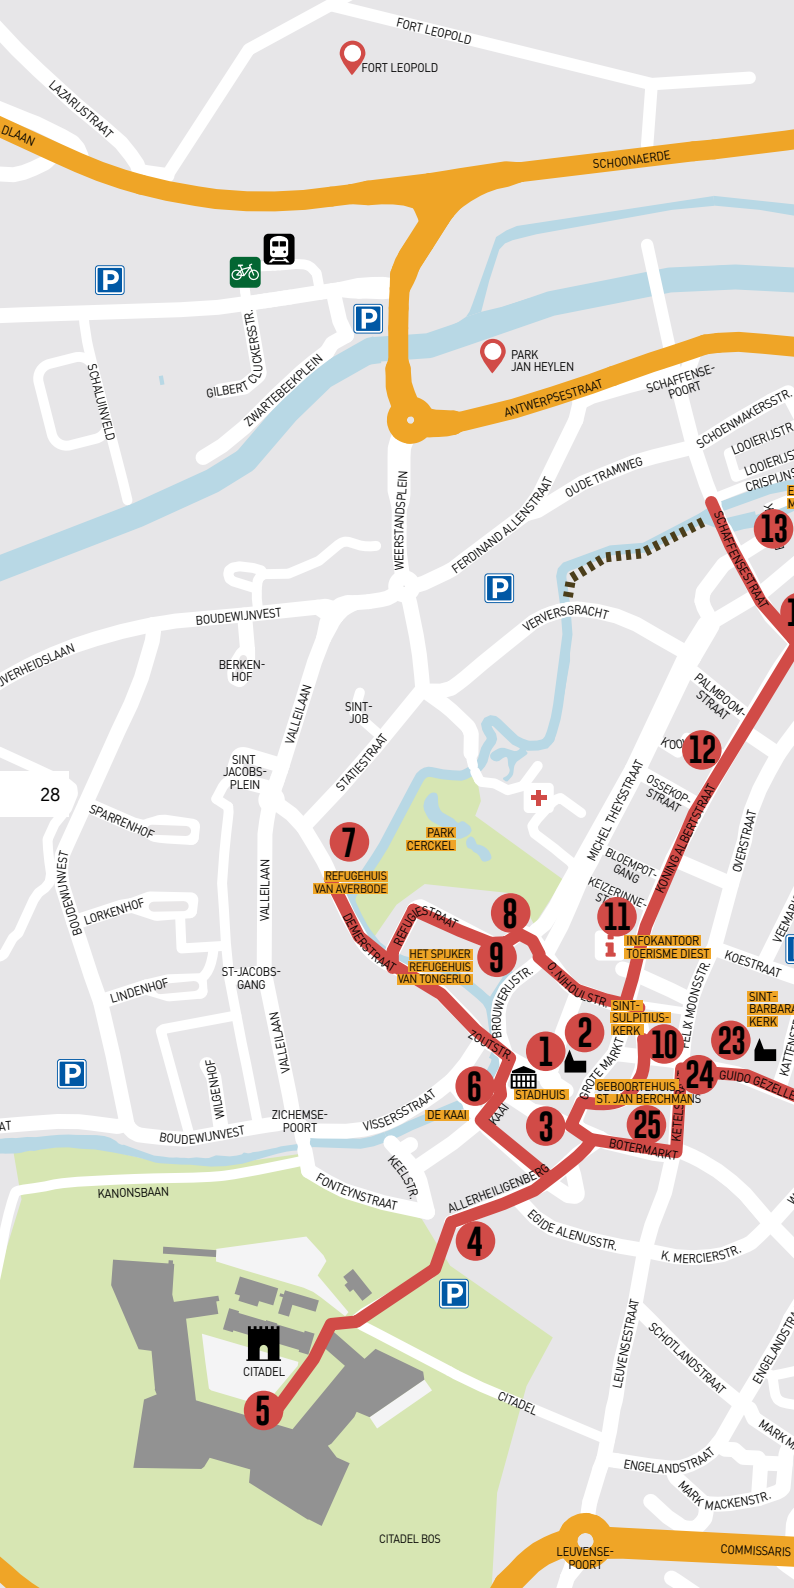 FORT LEOPOLD
FORT LEOPOLD
LAZARIJSTRAAT
DLAAN
SCHOONAERDE
P
P
PARK
JAN HEYLEN
GILBERT CLUCKERSSTR.
ZWARTEBEEKPLEIN
SCHALUINVELD
ANTWERPSESTRAAT
SCHAFFENSE-
POORT
SCHOENMAKERSSTR.
LOOIERIJSTR.
LOOIERIJS
CRISPIJNS
E
M
13
WEERSTANDSPLEIN
OUDE TRAMWEG
FERDINAND ALLENSTRAAT
SCHAFFENSESTRAAT
P
VERVERSGRACHT
1
BOUDEWIJNVEST
OVERHEIDSLAAN
BERKEN-
HOF
VALLEILAAN
SINT-
JOB
STATIESTRAAT
PALMBOOM-
STRAAT
12
SINT
JACOBS-
PLEIN
28
SPARRENHOF
OSSEKOP-
STRAAT
MICHEL THEYSSTRAAT
KONING ALBERTSTRAAT
OVERSTRAAT
7
PARK
CERCKEL
BLOEMPOT-
GANG
KEIZERINNE-
BOUDEWIJNVEST
VALLEILAAN
REFUGEHUIS
VAN AVERBODE
LORKENHOF
DEMERSTRAAT
REFUGIESTRAAT
8
11
VEEMAR
HET SPIJKER
REFUGEHUIS
VAN TONGERLO
9
INFOKANTOOR
TOERISME DIEST
KOESTRAAT
LINDENHOF
ST-JACOBS-
GANG
BROUWERIJSTR.
O.NIHOULSTR.
FELIX MOONSSTR.
SINT-
SULPITIUS-
KERK
SINT-
BARBARA
KERK
VALLEILAAN
ZOUTSTR.
1
2
10
23
P
WILGENHOF
6
STADHUIS
GROTE MARKT
GEBOORTEHUIS
ST. JAN BERCHMANS
24
GUIDO GEZELLE
KATTENST
AT
BOUDEWIJNVEST
ZICHEMSE-
POORT
VISSERSSTRAAT
DE KAAI
KAAI
3
25
KETELS
BOTERMARKT
KANONSBAAN
FONTEYNSTRAAT
KEELSTR.
ALLERHEILIGENBERG
4
EGIDE ALENUSSTR.
K. MERCIERSTR.
P
CITADEL
5
LEUVENSESTRAAT
SCHOTLANDSTRAAT
ENGELANDSTRA
CITADEL
MARK M
ENGELANDSTRAAT
MARK MACKENSTR.
CITADEL BOS
LEUVENSE-
POORT
COMMISSARIS